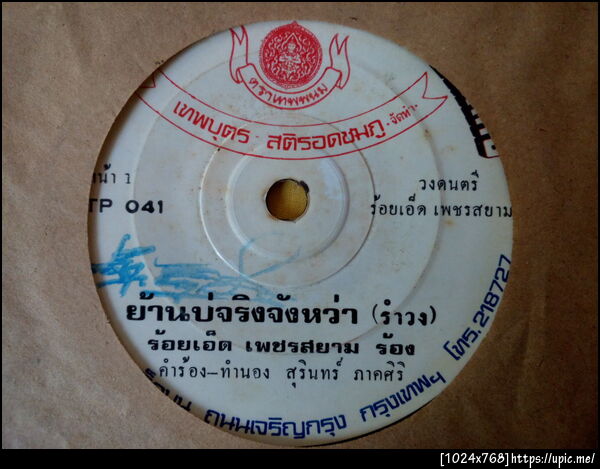 ตราเทพพนม
เทพบุตร สติรอดชมภู จัดทำ
หน้า 1
TP 041
วงดนตรี
ร้อยเอ็ด เพชรสยาม
ย้านบ่จริงจังหว่า (รำวง)
ร้อยเอ็ด เพชรสยาม ร้อง
คำร้อง-ทำนอง สุรินทร์ ภาคศิริ
ถนนเจริญกรุง กรุงเทพฯ โทร.218727
[1024x768]https://upic.me/